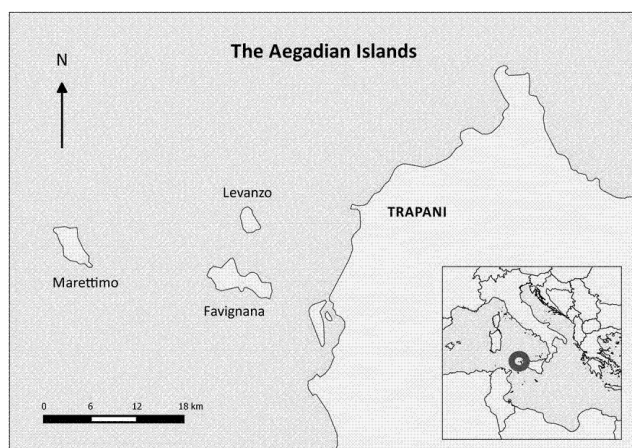 The Aegadian Islands
N
Levanzo
TRAPANI
Marettimo
Favignana
0 6 12 18 km